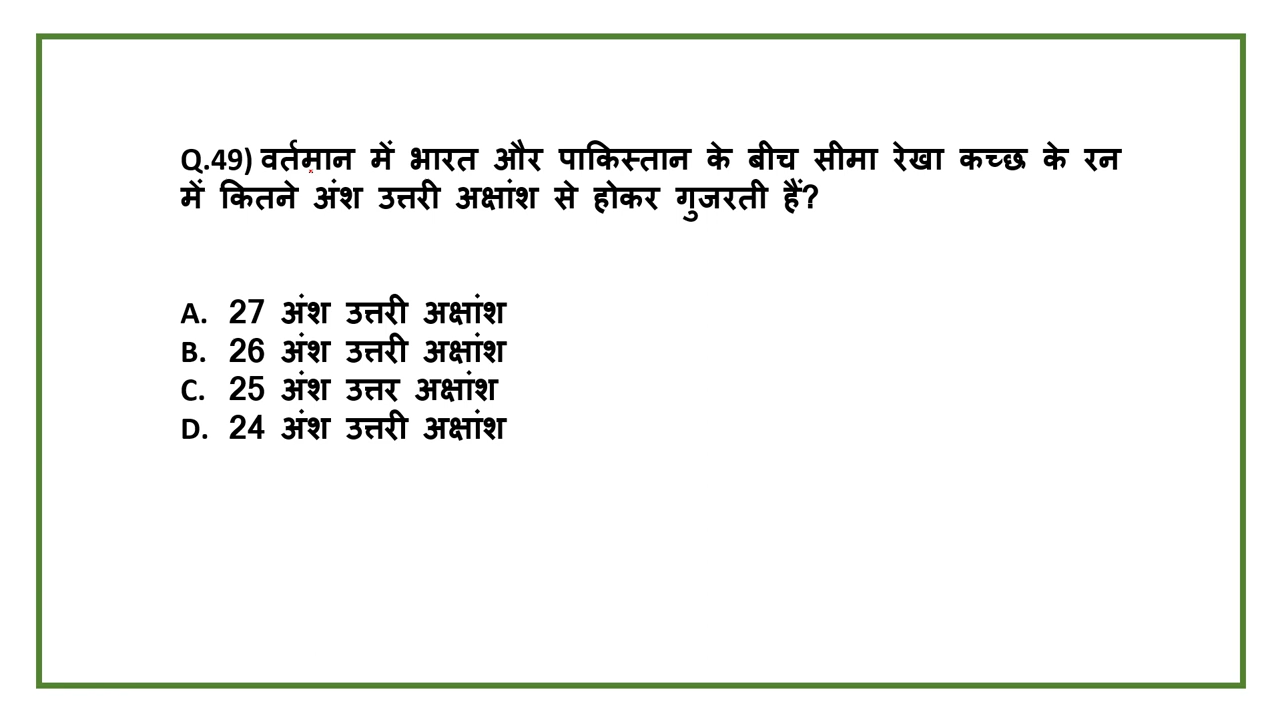 Q.49) वर्तमान में भारत और पाकिस्तान के बीच सीमा रेखा कच्छ के रन
में कितने अंश उत्तरी अक्षांश से होकर गुजरती हैं?
A. 27 अंश उत्तरी अक्षांश
B. 26 अंश उत्तरी अक्षांश
C. 25 अंश उत्तर अक्षांश
D. 24 अंश उत्तरी अक्षांश